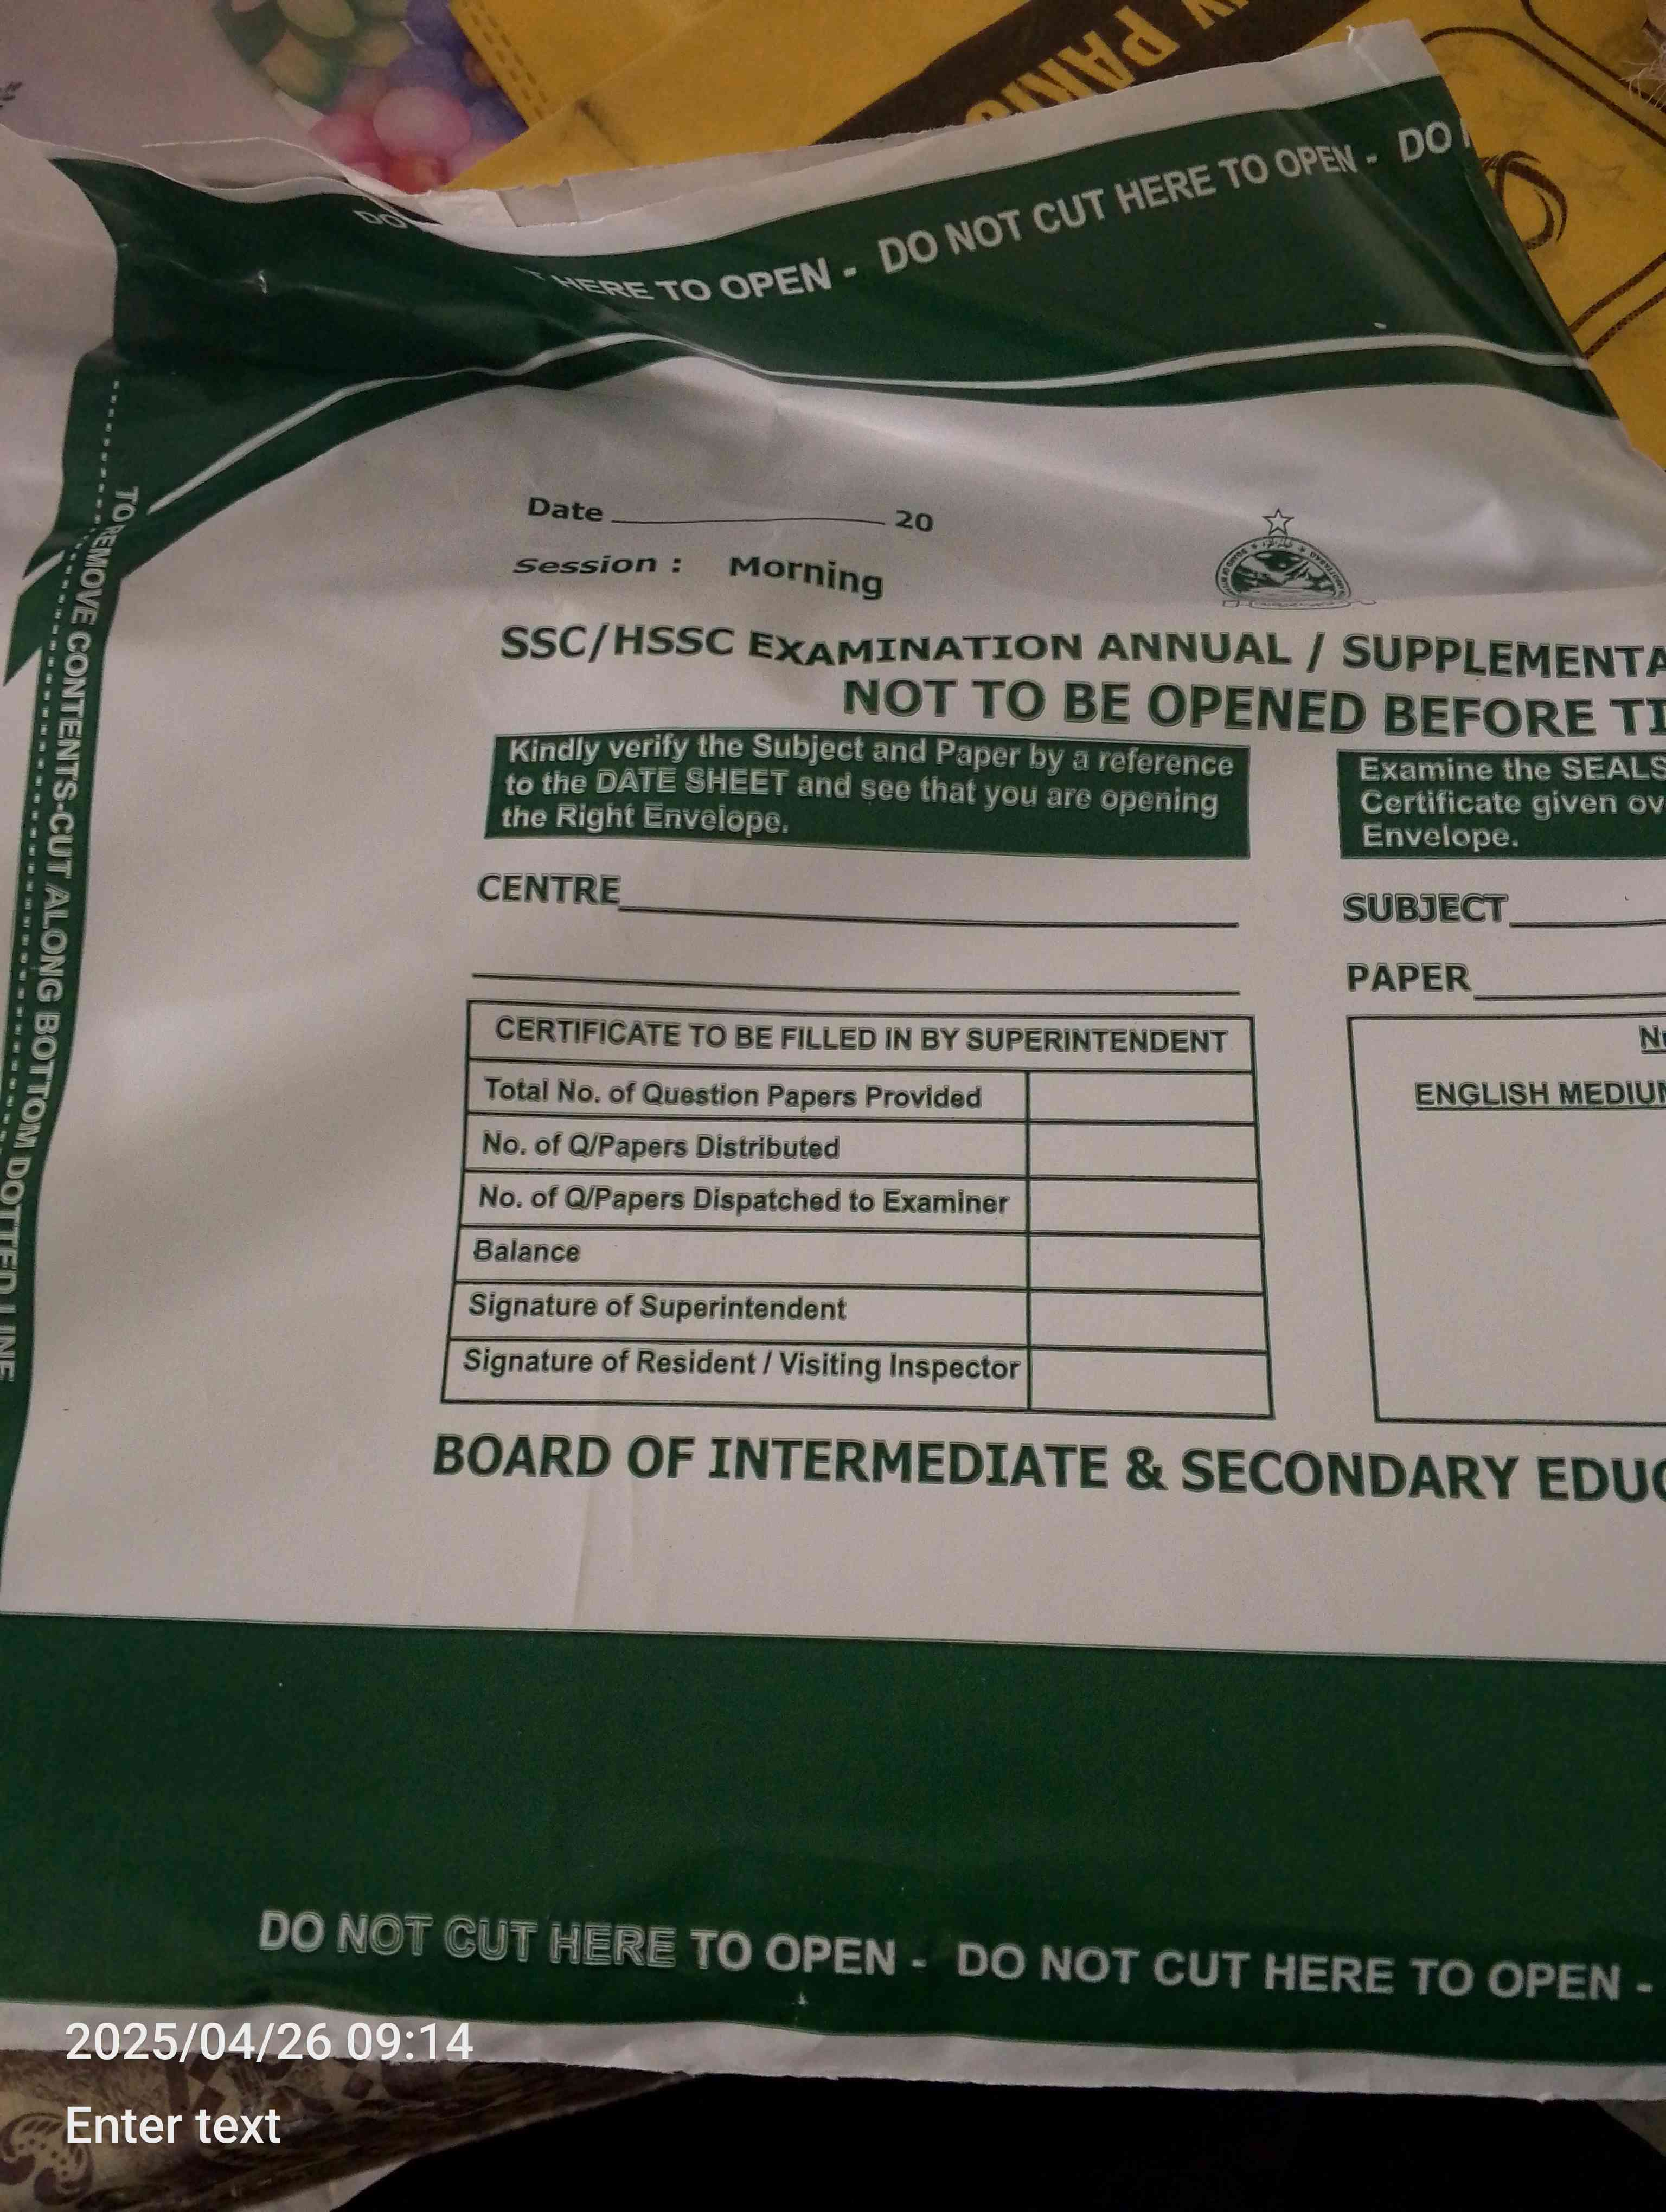 PAKIS
DO
HERE TO OPEN - DO NOT CUT HERE TO OPEN - DO
TO REMOVE CONTENTS-CUT ALONG BOTTOM DOTTED LINE
Date 20
Session : Morning
SSC/HSSC EXAMINATION ANNUAL / SUPPLEMENTA
NOT TO BE OPENED BEFORE TI
Kindly verify the Subject and Paper by a reference
to the DATE SHEET and see that you are opening
the Right Envelope.
Examine the SEALS
Certificate given ov
Envelope.
CENTRE
SUBJECT
PAPER
CERTIFICATE TO BE FILLED IN BY SUPERINTENDENT
Total No. of Question Papers Provided
No. of Q/Papers Distributed
No. of Q/Papers Dispatched to Examiner
Balance
Signature of Superintendent
Signature of Resident / Visiting Inspector
ENGLISH MEDIUM
BOARD OF INTERMEDIATE & SECONDARY EDUC
DO NOT CUT HERE TO OPEN - DO NOT CUT HERE TO OPEN -
2025/04/26 09:14
Enter text